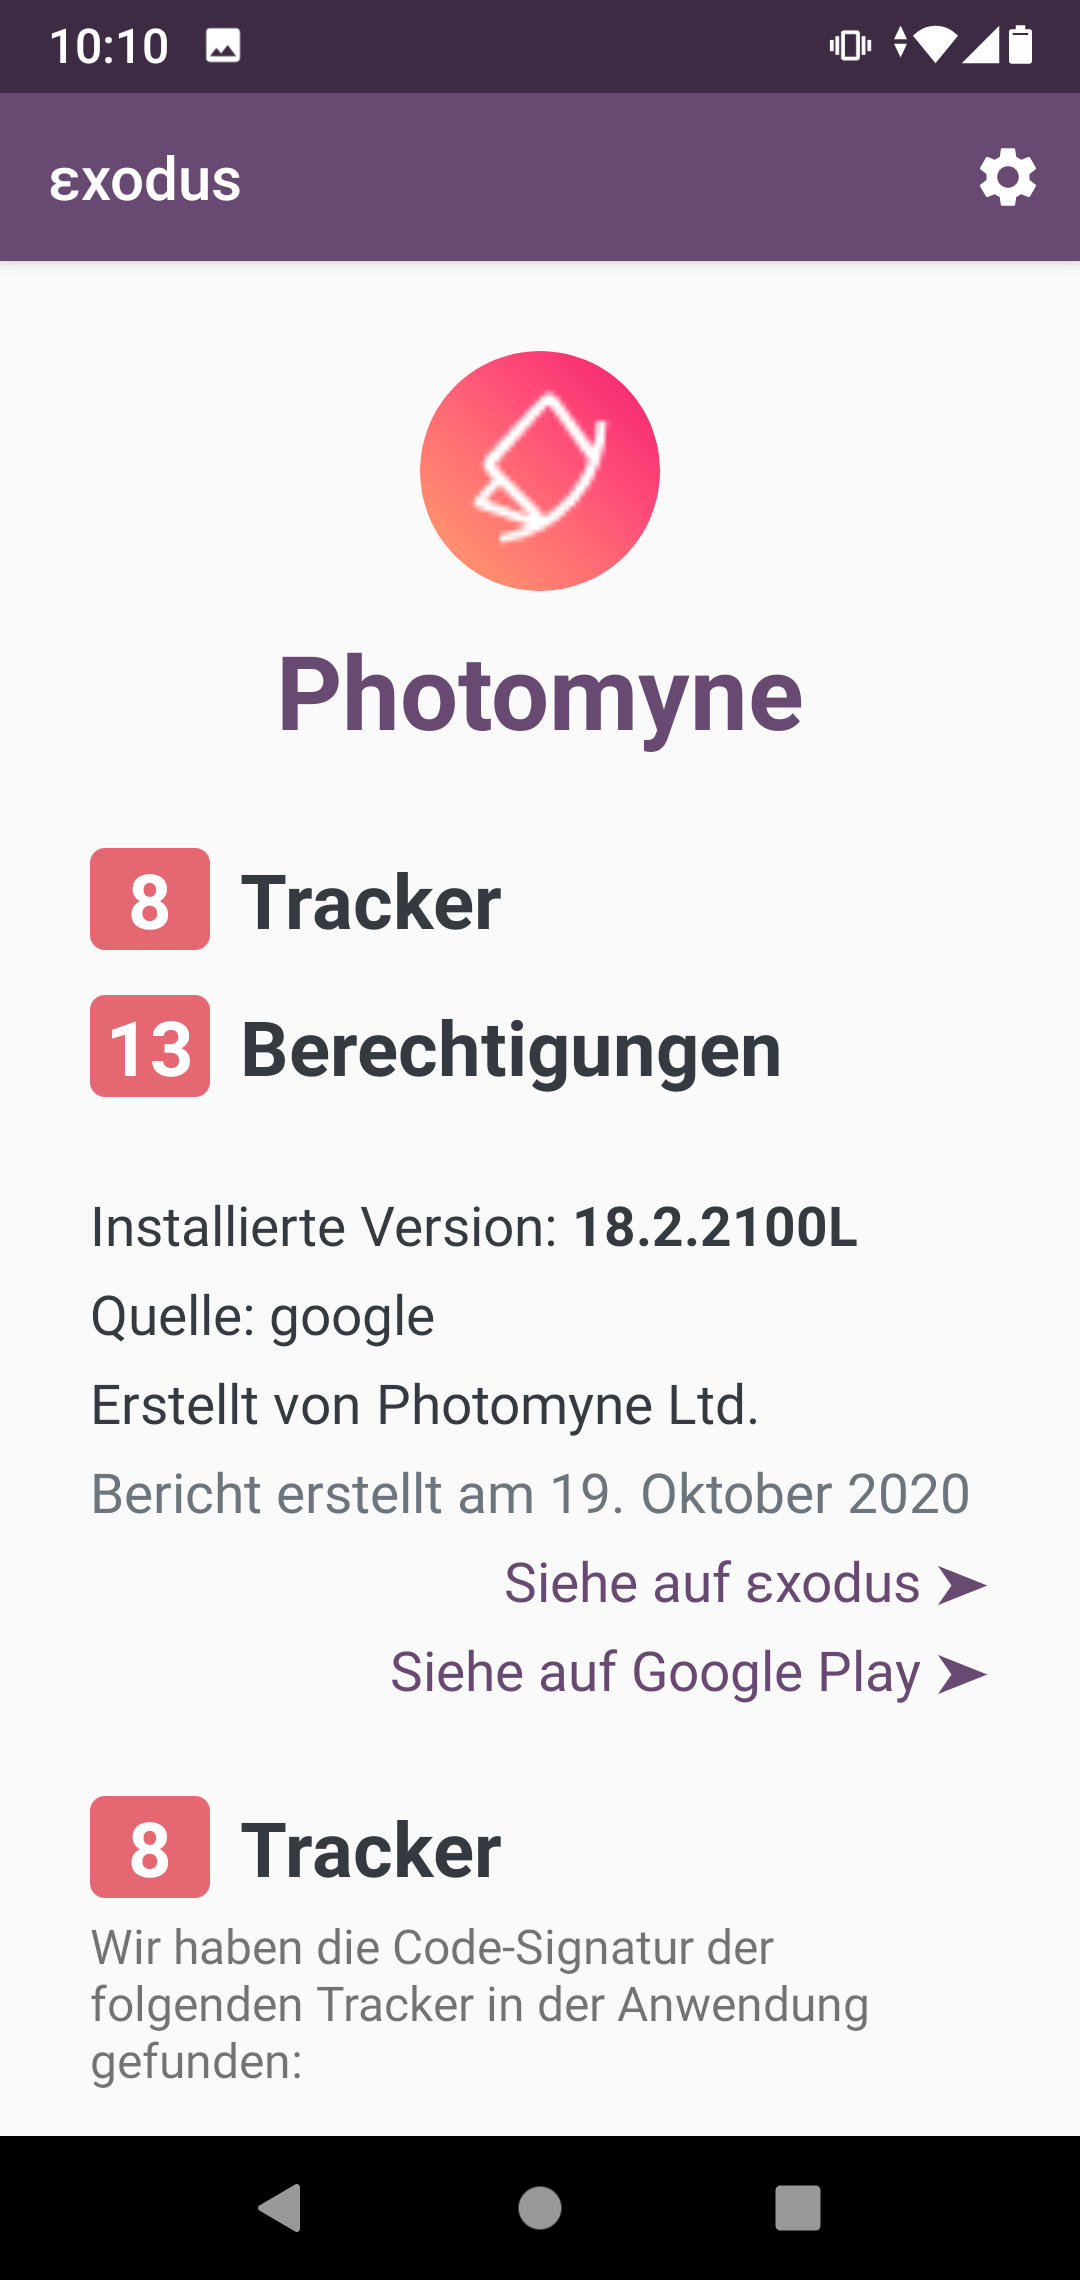 10:10
εxodus
Photomyne
8 Tracker
13 Berechtigungen
Installierte Version: 18.2.2100L
Quelle: google
Erstellt von Photomyne Ltd.
Bericht erstellt am 19. Oktober 2020
Siehe auf εxodus ➤
Siehe auf Google Play ➤
8 Tracker
Wir haben die Code-Signatur der
folgenden Tracker in der Anwendung
gefunden: